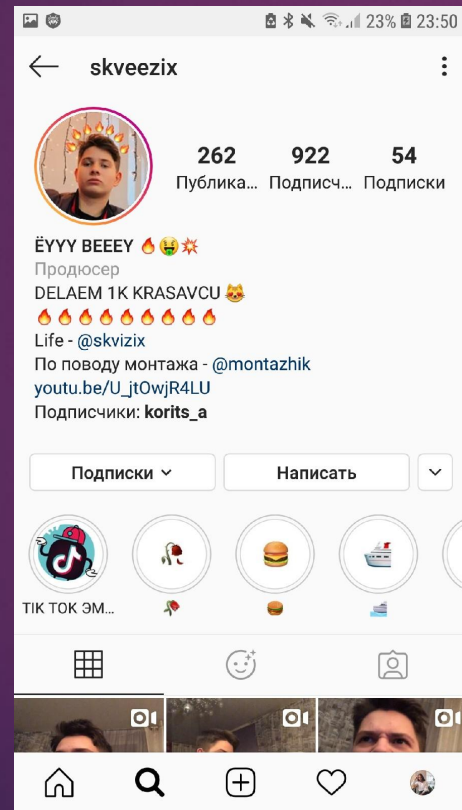 23% 23:50
skveezix
262 922 54
Публика... Подписч... Подписки
ËYYY BEEEY 🔥🤑💥
Продюсер
DELAEM 1K KRASAVCU 😻
🔥🔥🔥🔥🔥🔥🔥🔥🔥
Life - @skvizix
По поводу монтажа - @montazhik
youtu.be/U_jtOwjR4LU
Подписчики: korits_a
Подписки Написать
TIK TOK ЭМ...